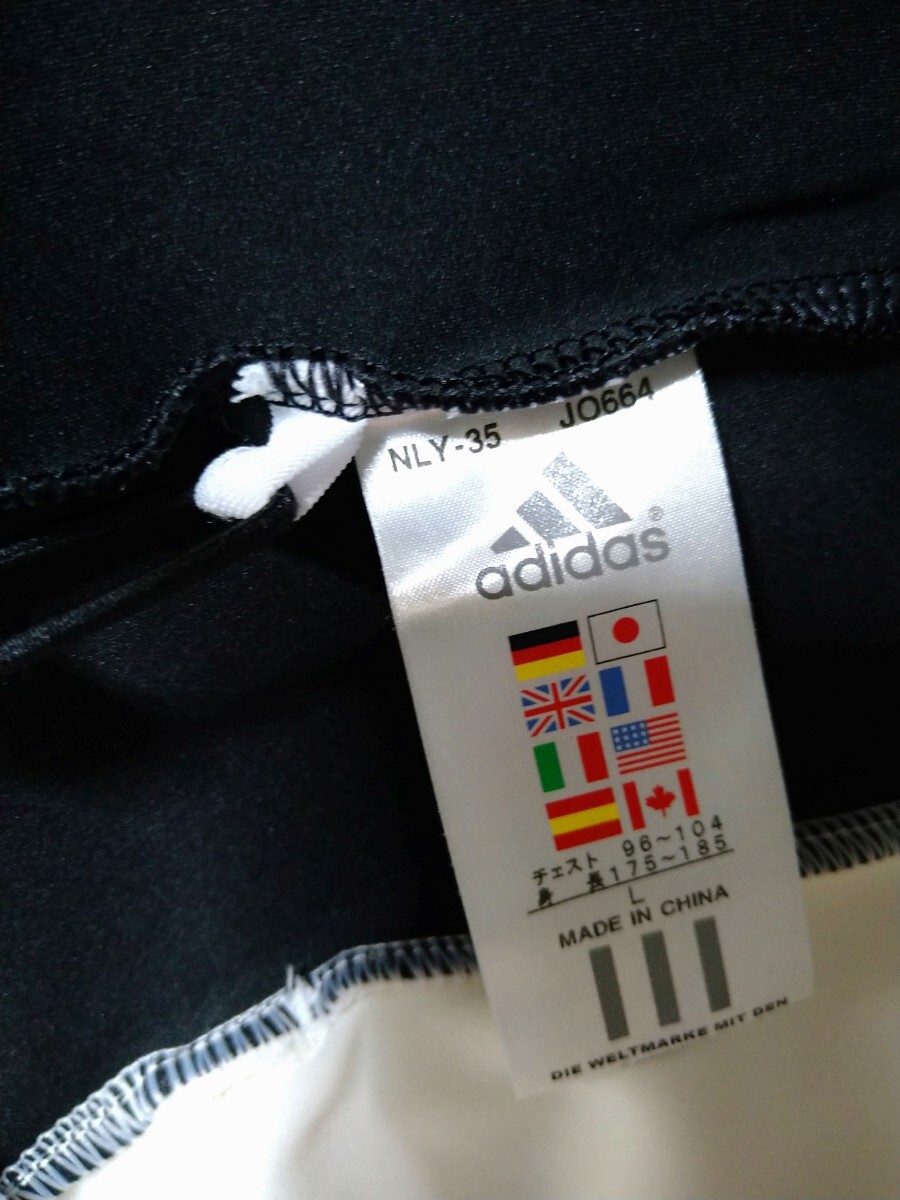 NLY-35 JO664
adidas®
チェスト 96~104
身 長 175~185
L
MADE IN CHINA
DIE WELTMARKE MIT DEN